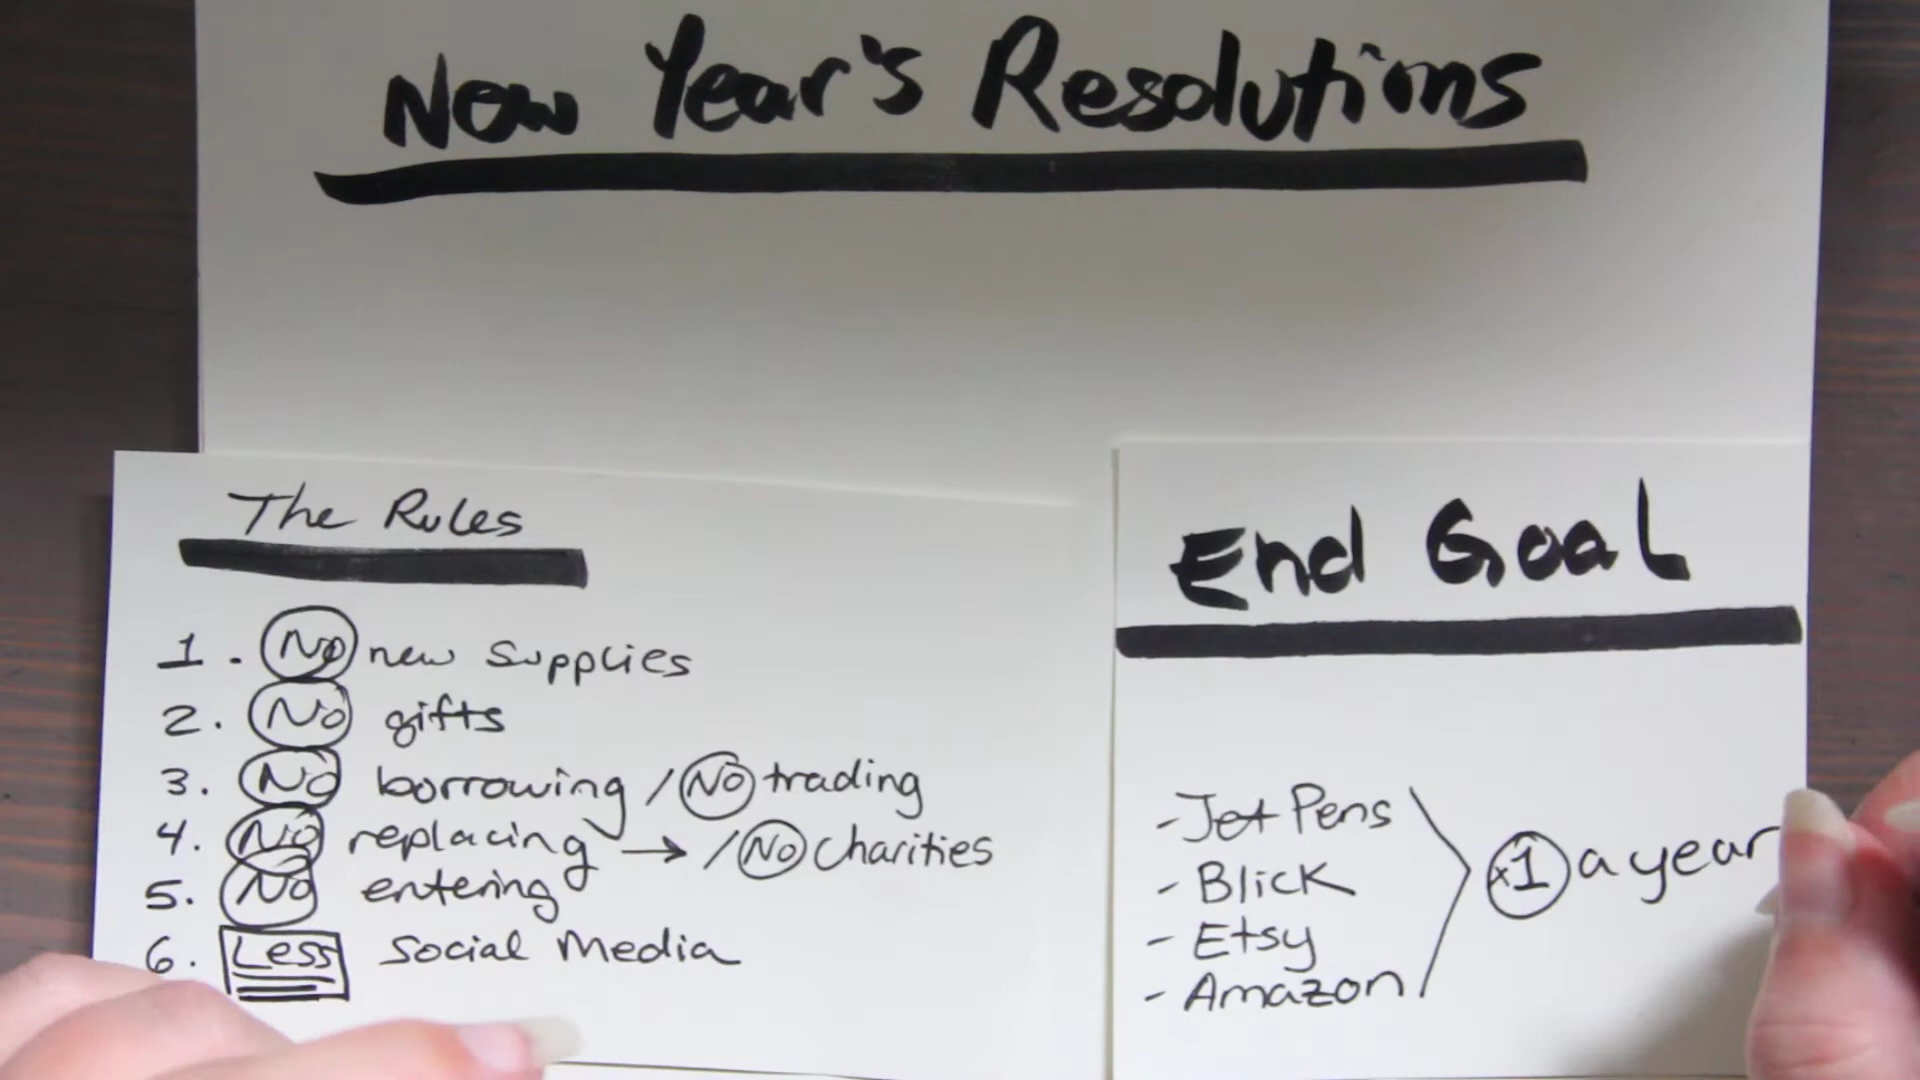 New Year's Resolutions
The Rules
1. No new supplies
2. No gifts
3. No borrowing / No trading
4. No replacing → / No charities
5. No entering
6. Less social media
End Goal
- Jet Pens
- Blick
- Etsy
- Amazon
x1 a year